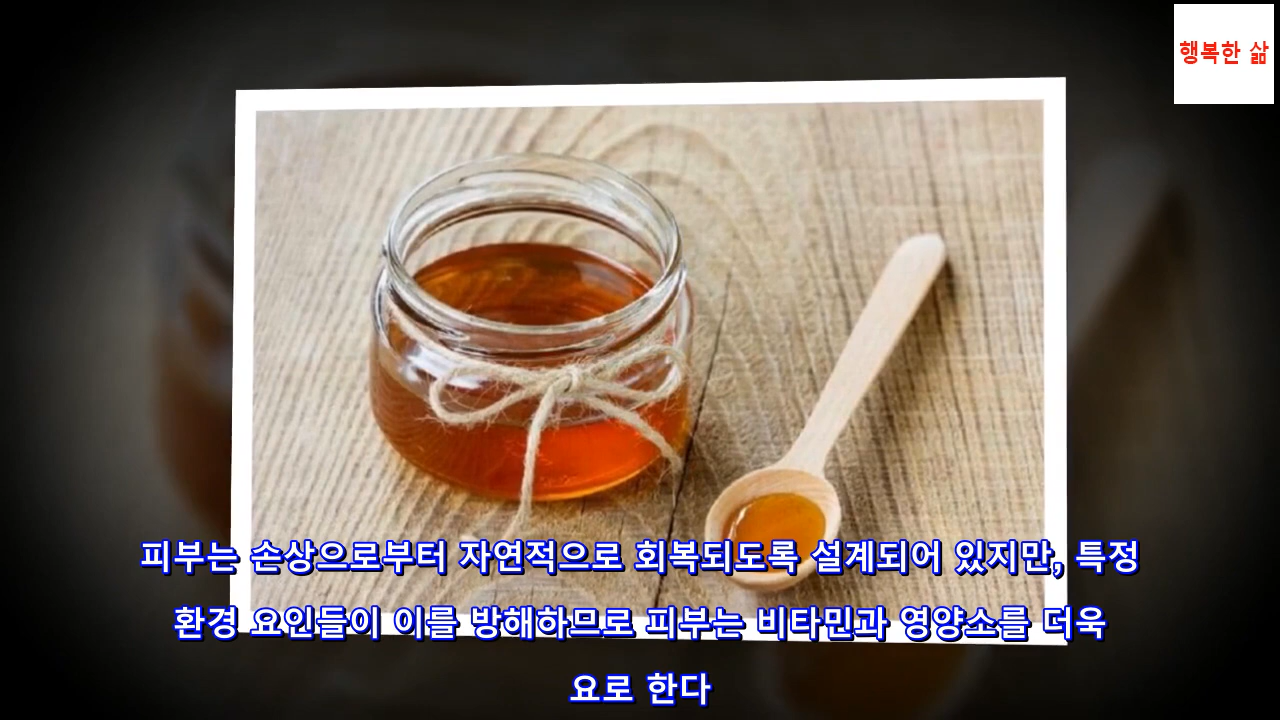 행복한 삶
피부는 손상으로부터 자연적으로 회복되도록 설계되어 있지만, 특정
환경 요인들이 이를 방해하므로 피부는 비타민과 영양소를 더욱
요로 한다